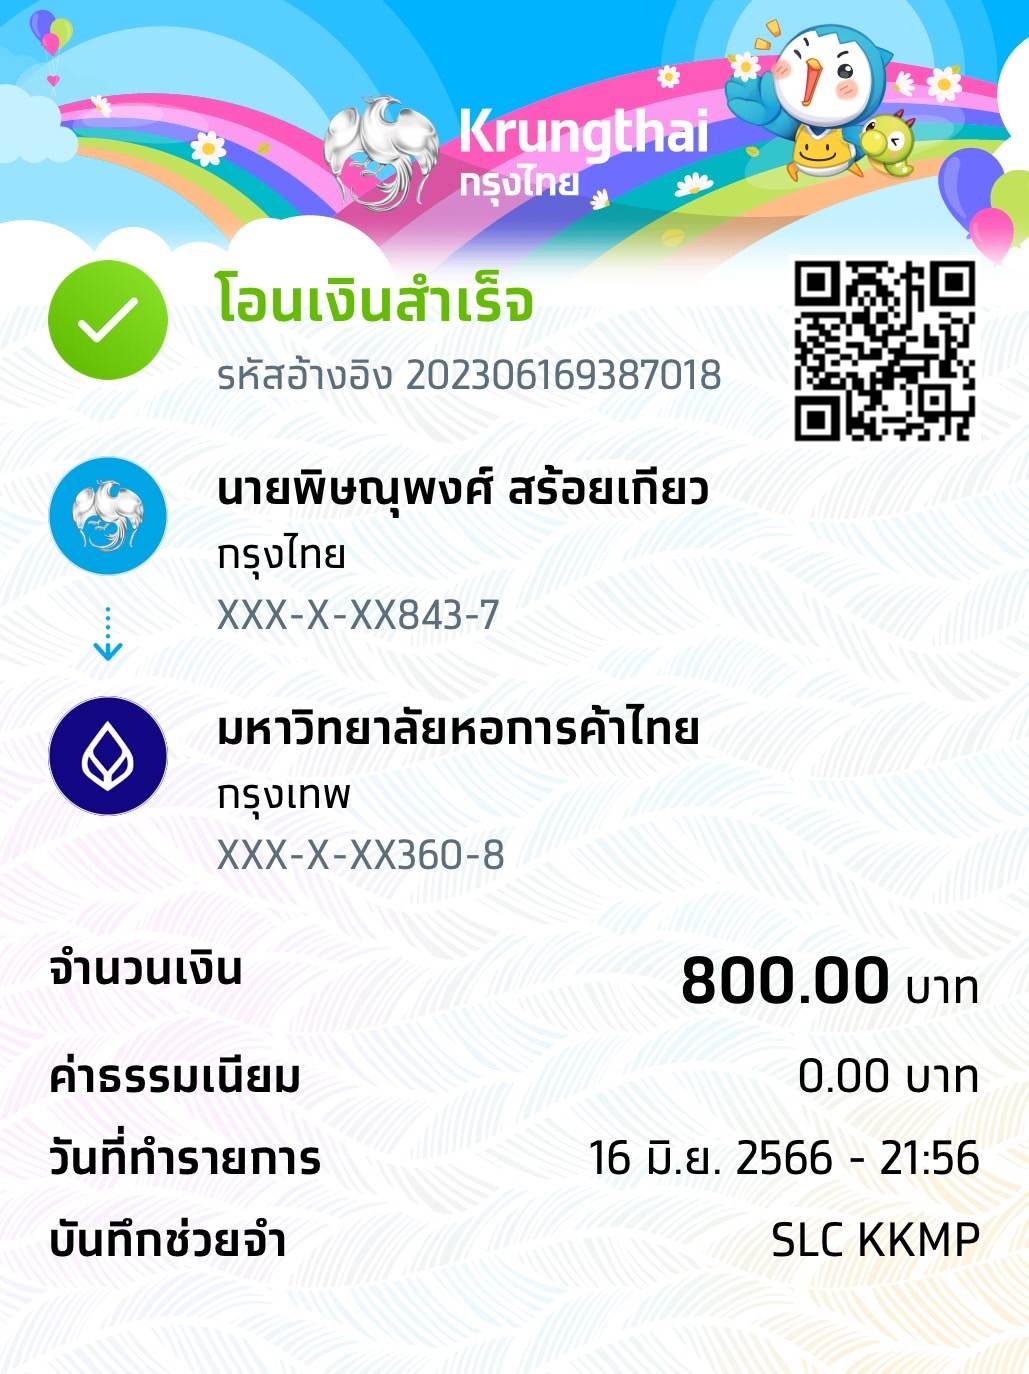 Krungthai
กรุงไทย
โอนเงินสำเร็จ
รหัสอ้างอิง 202306169387018
นายพิษณุพงศ์ สร้อยเกียว
กรุงไทย
XXX-X-XX843-7
มหาวิทยาลัยหอการค้าไทย
กรุงเทพ
XXX-X-XX360-8
จำนวนเงิน 800.00 บาท
ค่าธรรมเนียม 0.00 บาท
วันที่ทำรายการ 16 มิ.ย. 2566 - 21:56
บันทึกช่วยจำ SLC KKMP